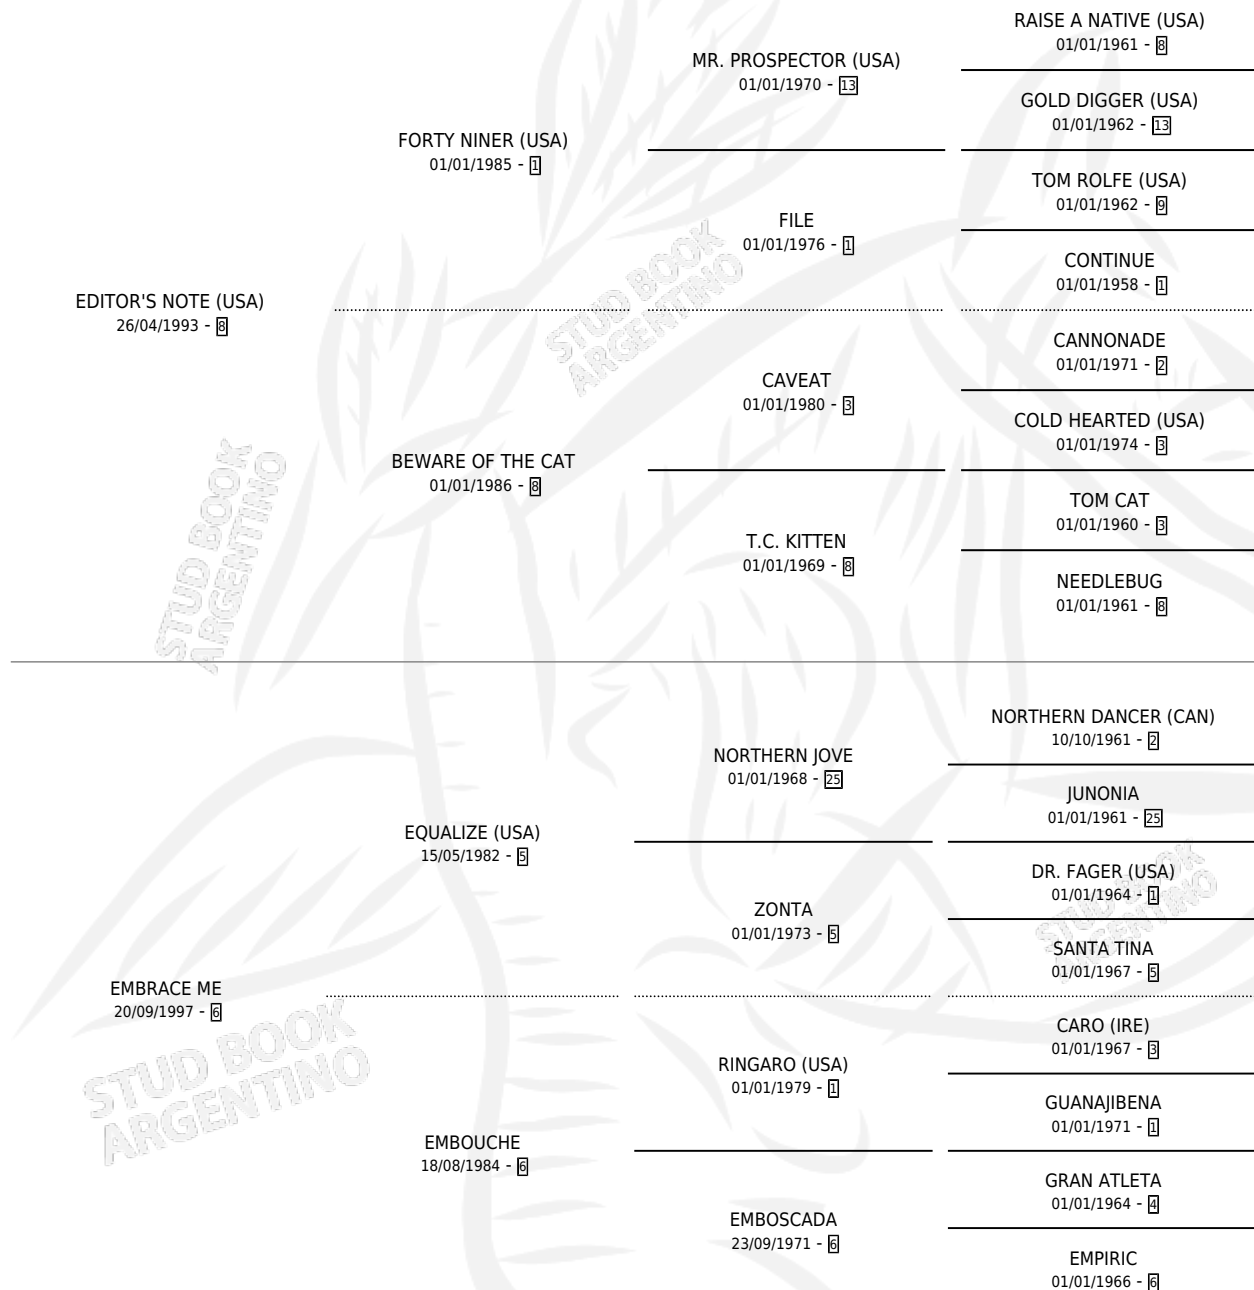 RAISE A NATIVE (USA)
01/01/1961 - 8
MR. PROSPECTOR (USA)
01/01/1970 - 13
GOLD DIGGER (USA)
01/01/1962 - 13
FORTY NINER (USA)
01/01/1985 - 1
TOM ROLFE (USA)
01/01/1962 - 9
FILE
01/01/1976 - 1
CONTINUE
01/01/1958 - 1
EDITOR'S NOTE (USA)
26/04/1993 - 8
CANNONADE
01/01/1971 - 2
CAVEAT
01/01/1980 - 3
COLD HEARTED (USA)
01/01/1974 - 3
BEWARE OF THE CAT
01/01/1986 - 8
TOM CAT
01/01/1960 - 3
T.C. KITTEN
01/01/1969 - 8
NEEDLEBUG
01/01/1961 - 8
STUD BOOK
ARGENTINO
STUD BOOK
ARGENTINO
NORTHERN DANCER (CAN)
10/10/1961 - 2
NORTHERN JOVE
01/01/1968 - 25
JUNONIA
01/01/1961 - 25
EQUALIZE (USA)
15/05/1982 - 5
DR. FAGER (USA)
01/01/1964 - 1
ZONTA
01/01/1973 - 5
SANTA TINA
01/01/1967 - 5
EMBRACE ME
20/09/1997 - 6
CARO (IRE)
01/01/1967 - 3
RINGARO (USA)
01/01/1979 - 1
GUANAJIBENA
01/01/1971 - 1
EMBOUCHE
18/08/1984 - 6
GRAN ATLETA
01/01/1964 - 4
EMBOSCADA
23/09/1971 - 6
EMPIRIC
01/01/1966 - 6
STUD BOOK
ARGENTINO
STUD BOOK
ARGENTINO